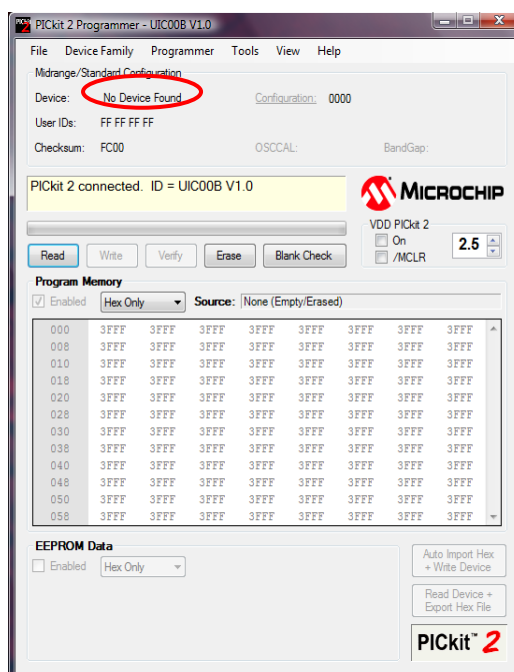 PICkit 2 Programmer - UIC00B V1.0
File Device Family Programmer Tools View Help
Midrange/Standard Configuration
Device: No Device Found Configuration: 0000
User IDs: FF FF FF FF
Checksum: FC00 OSCCAL: BandGap:
PICkit 2 connected. ID = UIC00B V1.0
MICROCHIP
VDD PICkit 2
On
/MCLR
2.5
Read Write Verify Erase Blank Check
Program Memory
Enabled Hex Only Source: None (Empty/Erased)
000 3FFF 3FFF 3FFF 3FFF 3FFF 3FFF 3FFF 3FFF
008 3FFF 3FFF 3FFF 3FFF 3FFF 3FFF 3FFF 3FFF
010 3FFF 3FFF 3FFF 3FFF 3FFF 3FFF 3FFF 3FFF
018 3FFF 3FFF 3FFF 3FFF 3FFF 3FFF 3FFF 3FFF
020 3FFF 3FFF 3FFF 3FFF 3FFF 3FFF 3FFF 3FFF
028 3FFF 3FFF 3FFF 3FFF 3FFF 3FFF 3FFF 3FFF
030 3FFF 3FFF 3FFF 3FFF 3FFF 3FFF 3FFF 3FFF
038 3FFF 3FFF 3FFF 3FFF 3FFF 3FFF 3FFF 3FFF
040 3FFF 3FFF 3FFF 3FFF 3FFF 3FFF 3FFF 3FFF
048 3FFF 3FFF 3FFF 3FFF 3FFF 3FFF 3FFF 3FFF
050 3FFF 3FFF 3FFF 3FFF 3FFF 3FFF 3FFF 3FFF
058 3FFF 3FFF 3FFF 3FFF 3FFF 3FFF 3FFF 3FFF
EEPROM Data
Enabled Hex Only
Auto Import Hex
+ Write Device
Read Device +
Export Hex File
PICkit™ 2